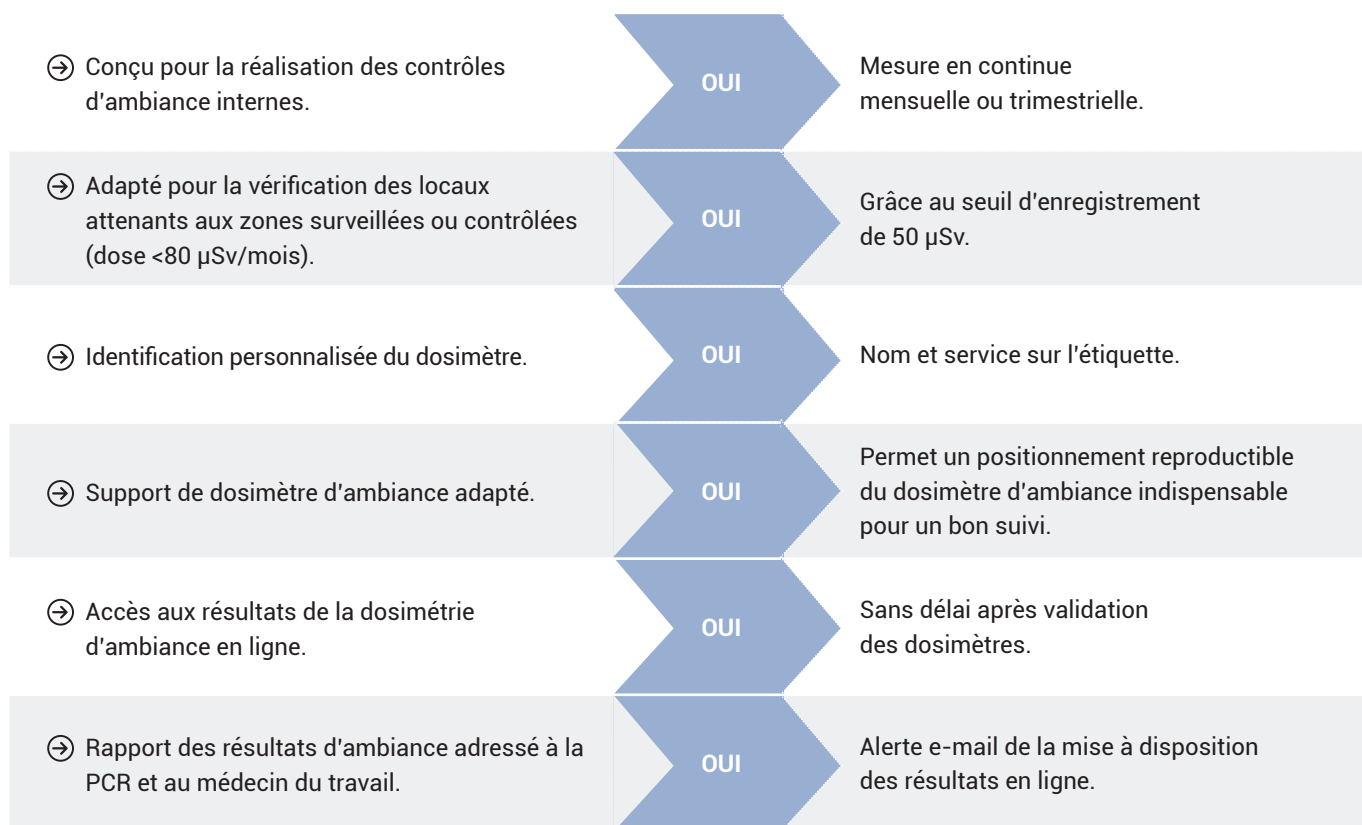 Conçu pour la réalisation des contrôles
d'ambiance internes.
OUI
Mesure en continue
mensuelle ou trimestrielle.
Adapté pour la vérification des locaux
attenants aux zones surveillées ou contrôlées
(dose <80 µSv/mois).
OUI
Grâce au seuil d'enregistrement
de 50 µSv.
Identification personnalisée du dosimètre.
OUI
Nom et service sur l'étiquette.
Support de dosimètre d'ambiance adapté.
OUI
Permet un positionnement reproductible
du dosimètre d'ambiance indispensable
pour un bon suivi.
Accès aux résultats de la dosimétrie
d'ambiance en ligne.
OUI
Sans délai après validation
des dosimètres.
Rapport des résultats d'ambiance adressé à la
PCR et au médecin du travail.
OUI
Alerte e-mail de la mise à disposition
des résultats en ligne.